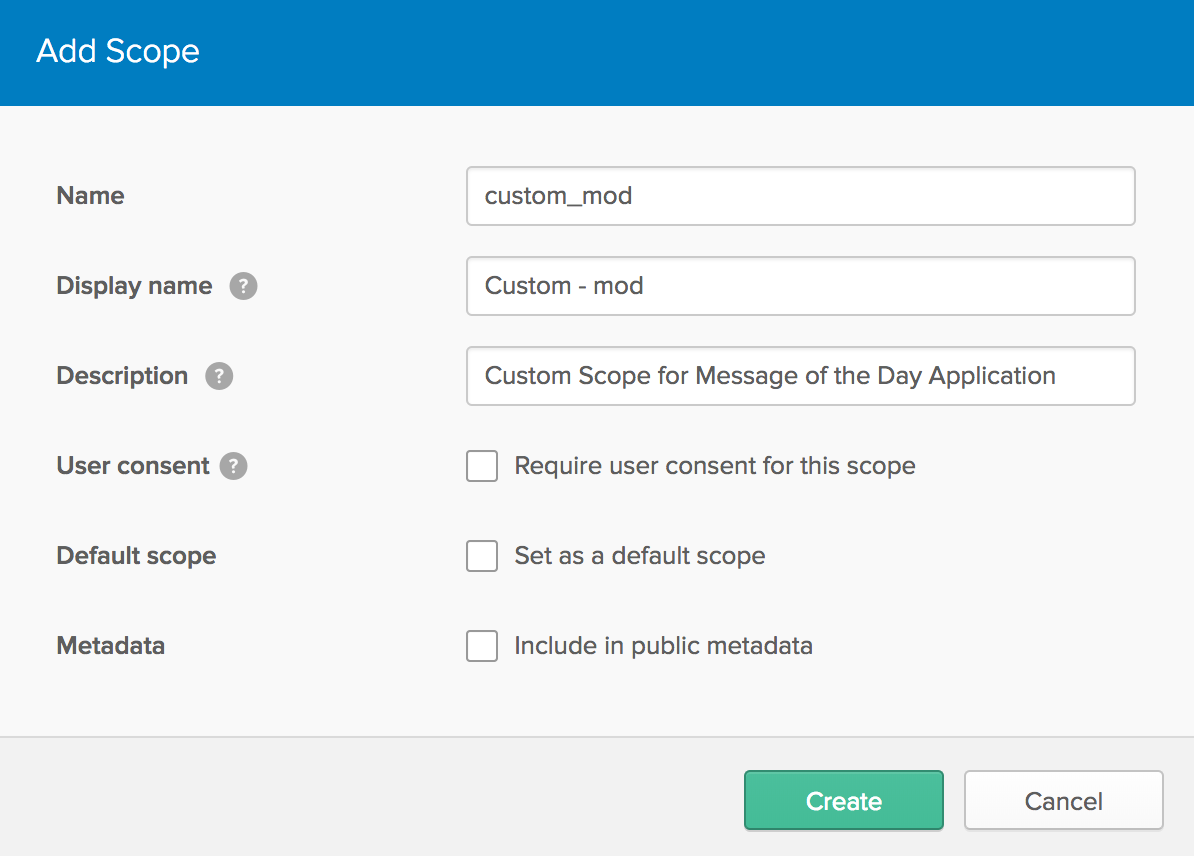 Add Scope
Name custom_mod
Display name ? Custom - mod
Description ? Custom Scope for Message of the Day Application
User consent ? Require user consent for this scope
Default scope Set as a default scope
Metadata Include in public metadata
Create Cancel